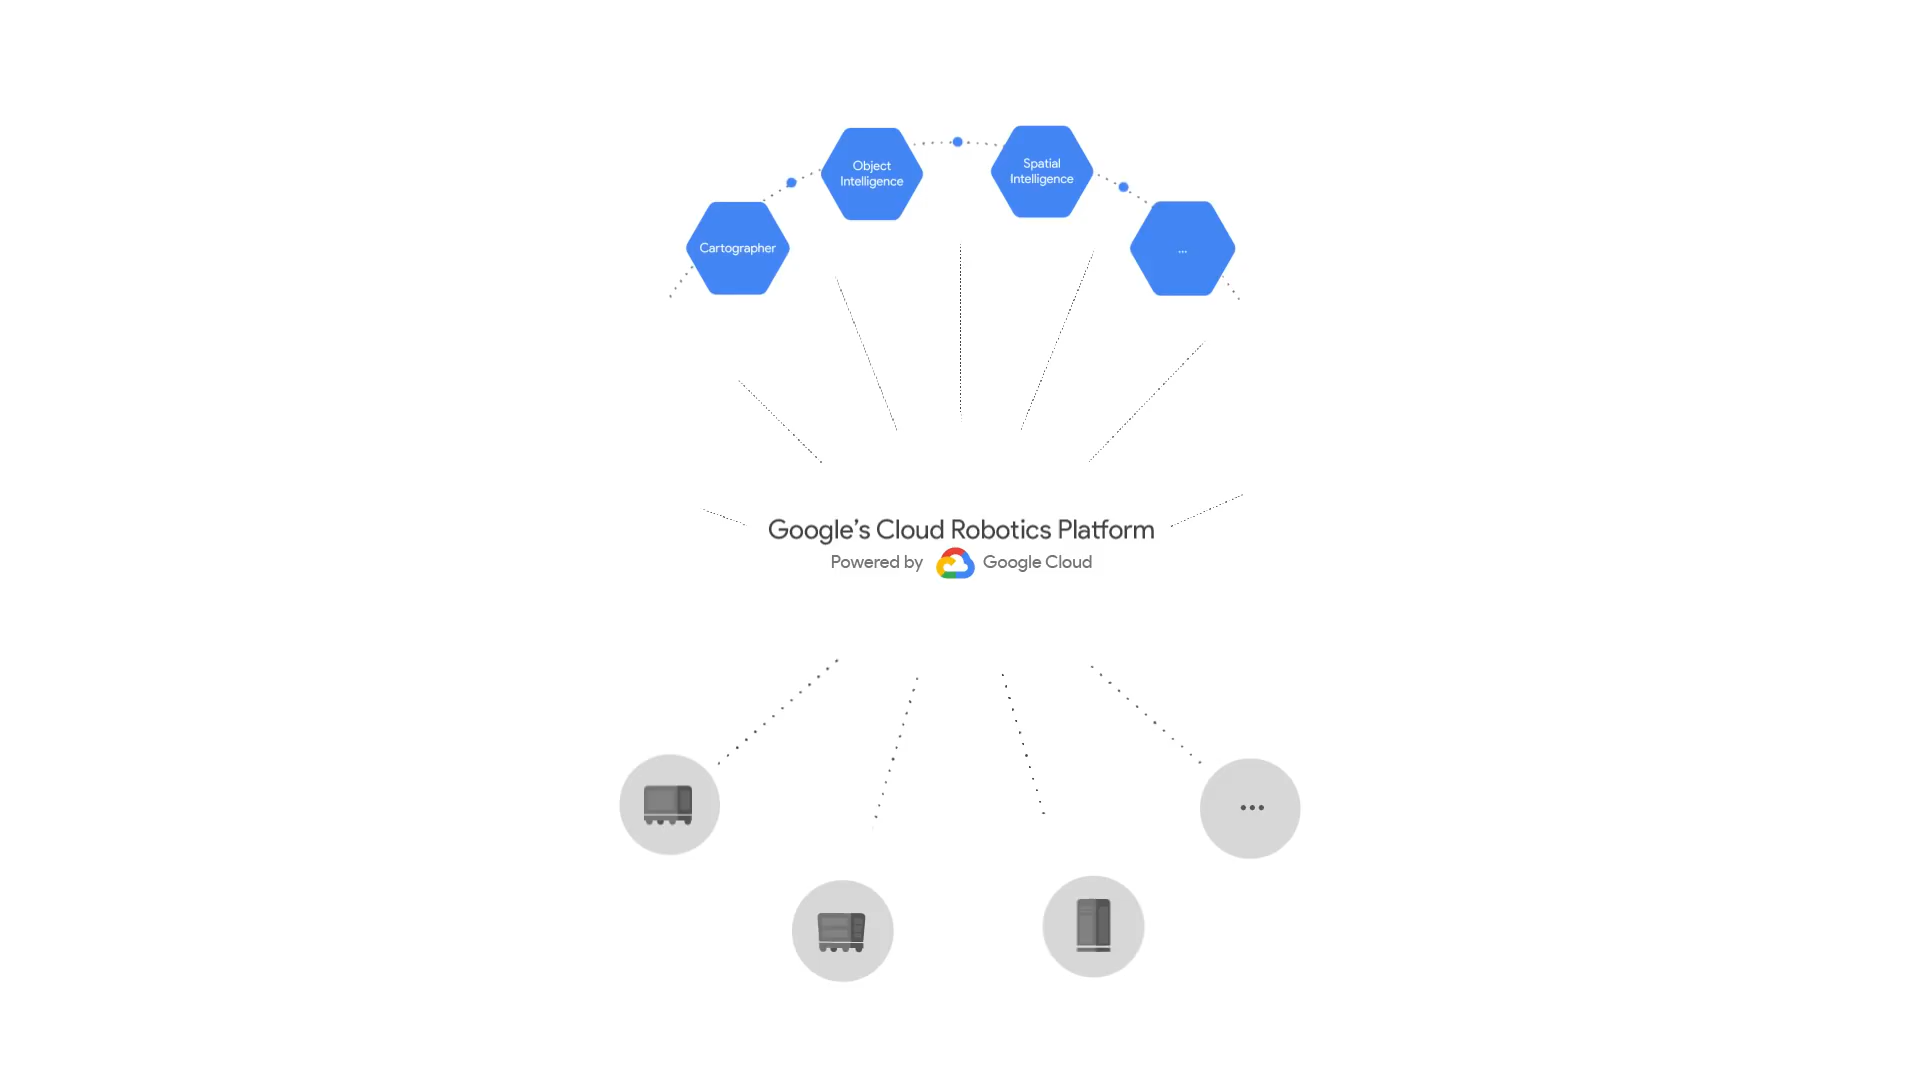 Object
Intelligence
Spatial
Intelligence
Cartographer
...
Google's Cloud Robotics Platform
Powered by Google Cloud
...